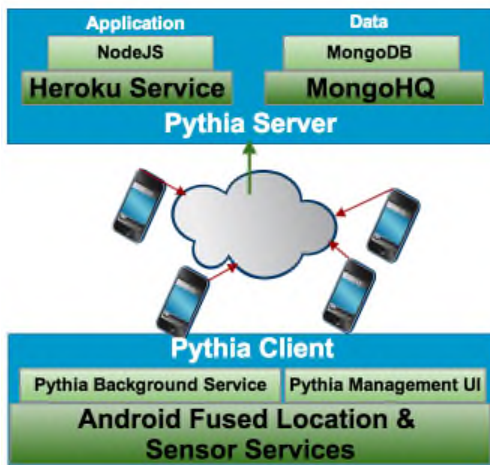 Application Data
NodeJS MongoDB
Heroku Service MongoHQ
Pythia Server
Pythia Client
Pythia Background Service Pythia Management UI
Android Fused Location &
Sensor Services